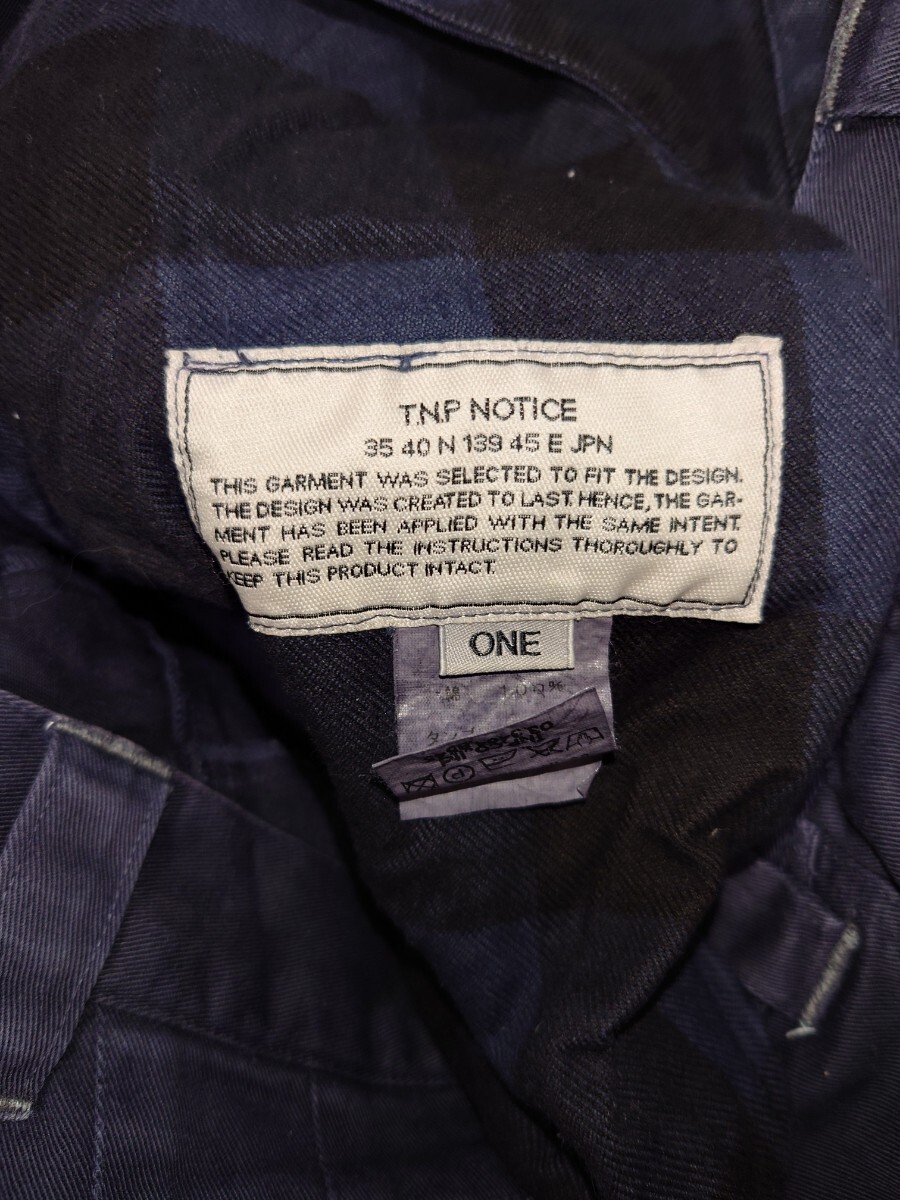 T.N.P NOTICE
35 40 N 139 45 E JPN
THIS GARMENT WAS SELECTED TO FIT THE DESIGN.
THE DESIGN WAS CREATED TO LAST. HENCE, THE GAR-
MENT HAS BEEN APPLIED WITH THE SAME INTENT.
PLEASE READ THE INSTRUCTIONS THOROUGHLY TO
KEEP THIS PRODUCT INTACT.
ONE
100%